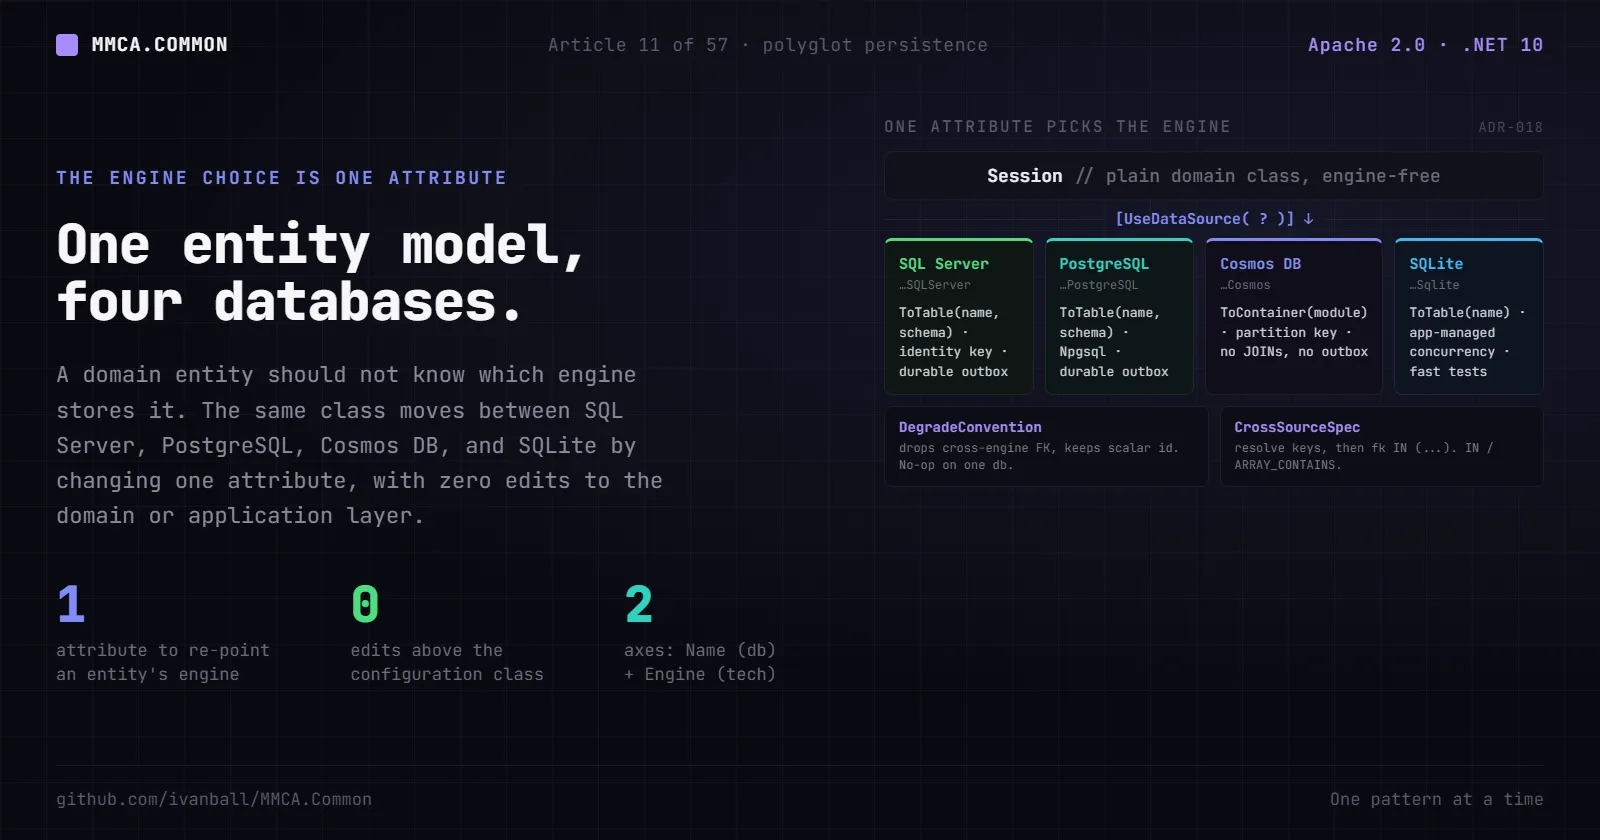 MMCA.COMMON
Article 11 of 57 · polyglot persistence
Apache 2.0 · .NET 10
THE ENGINE CHOICE IS ONE ATTRIBUTE
One entity model,
four databases.
A domain entity should not know which engine
stores it. The same class moves between SQL
Server, PostgreSQL, Cosmos DB, and SQLite by
changing one attribute, with zero edits to the
domain or application layer.
1
attribute to re-point
an entity's engine
0
edits above the
configuration class
2
axes: Name (db)
+ Engine (tech)
ONE ATTRIBUTE PICKS THE ENGINE
ADR-018
Session // plain domain class, engine-free
[UseDataSource( ? )] ↓
SQL Server
…SQLServer
ToTable(name,
schema) ·
identity key ·
durable outbox
PostgreSQL
…PostgreSQL
ToTable(name,
schema) ·
Npgsql ·
durable outbox
Cosmos DB
…Cosmos
ToContainer(module)
· partition key ·
no JOINs, no outbox
SQLite
…Sqlite
ToTable(name) ·
app-managed
concurrency ·
fast tests
DegradeConvention
drops cross-engine FK, keeps scalar id.
No-op on one db.
CrossSourceSpec
resolve keys, then fk IN (...). IN /
ARRAY_CONTAINS.
github.com/ivanball/MMCA.Common
One pattern at a time